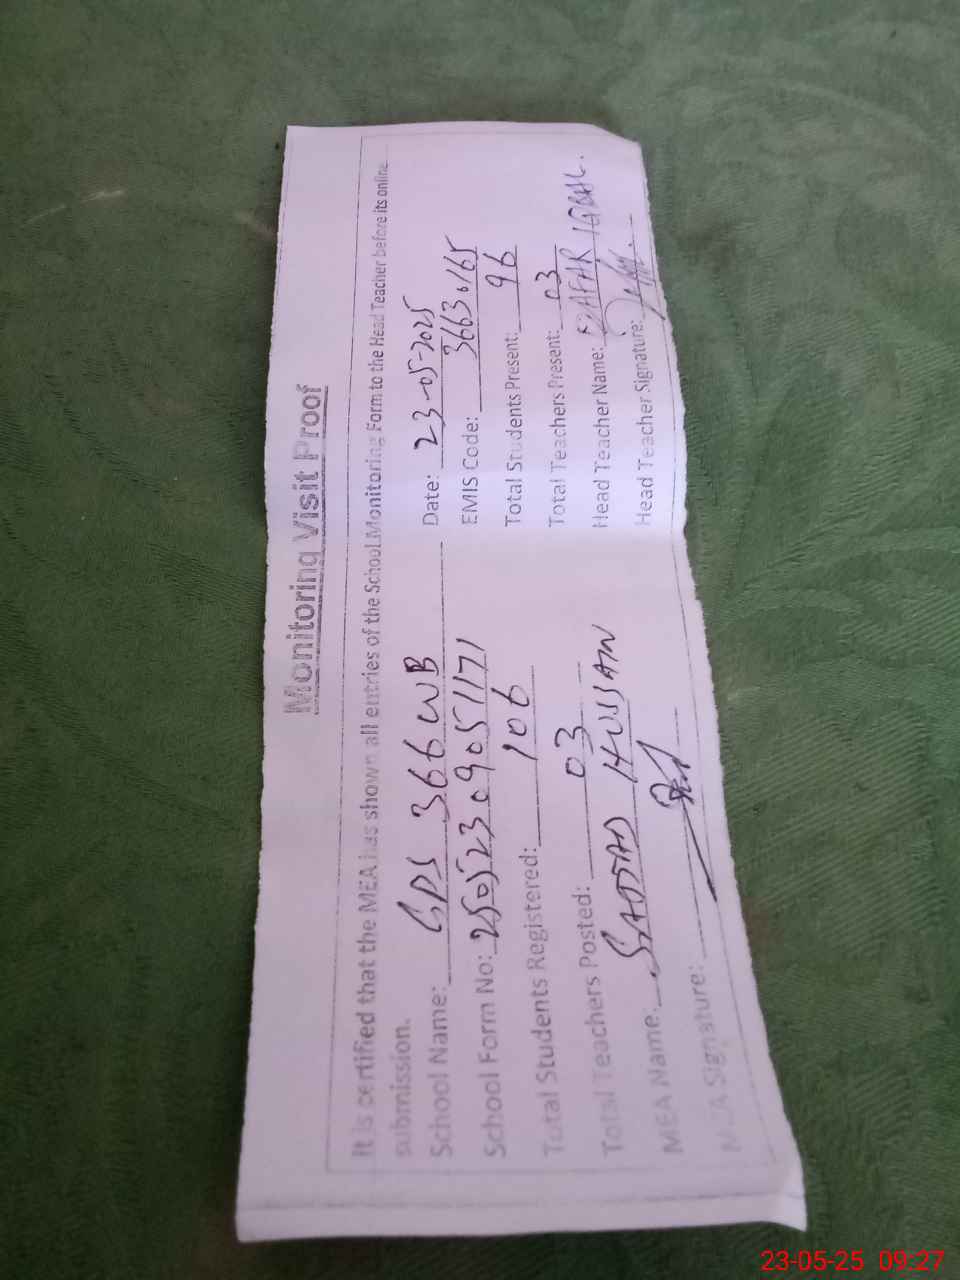 Monitoring Visit Proof
It is certified that the MEA has shown all entries of the School Monitoring Form to the Head Teacher before its online
submission.
School Name: GPS 366 WB Date: 23-05-2025
School Form No: 25052309051171 EMIS Code: 36630165
Total Students Registered: 106 Total Students Present: 96
Total Teachers Posted: 03 Total Teachers Present: 03
MEA Name: SAJJAD HUSSAIN Head Teacher Name: ZAFAR IQBAL.
MEA Signature: Head Teacher Signature:
23-05-25 09:27